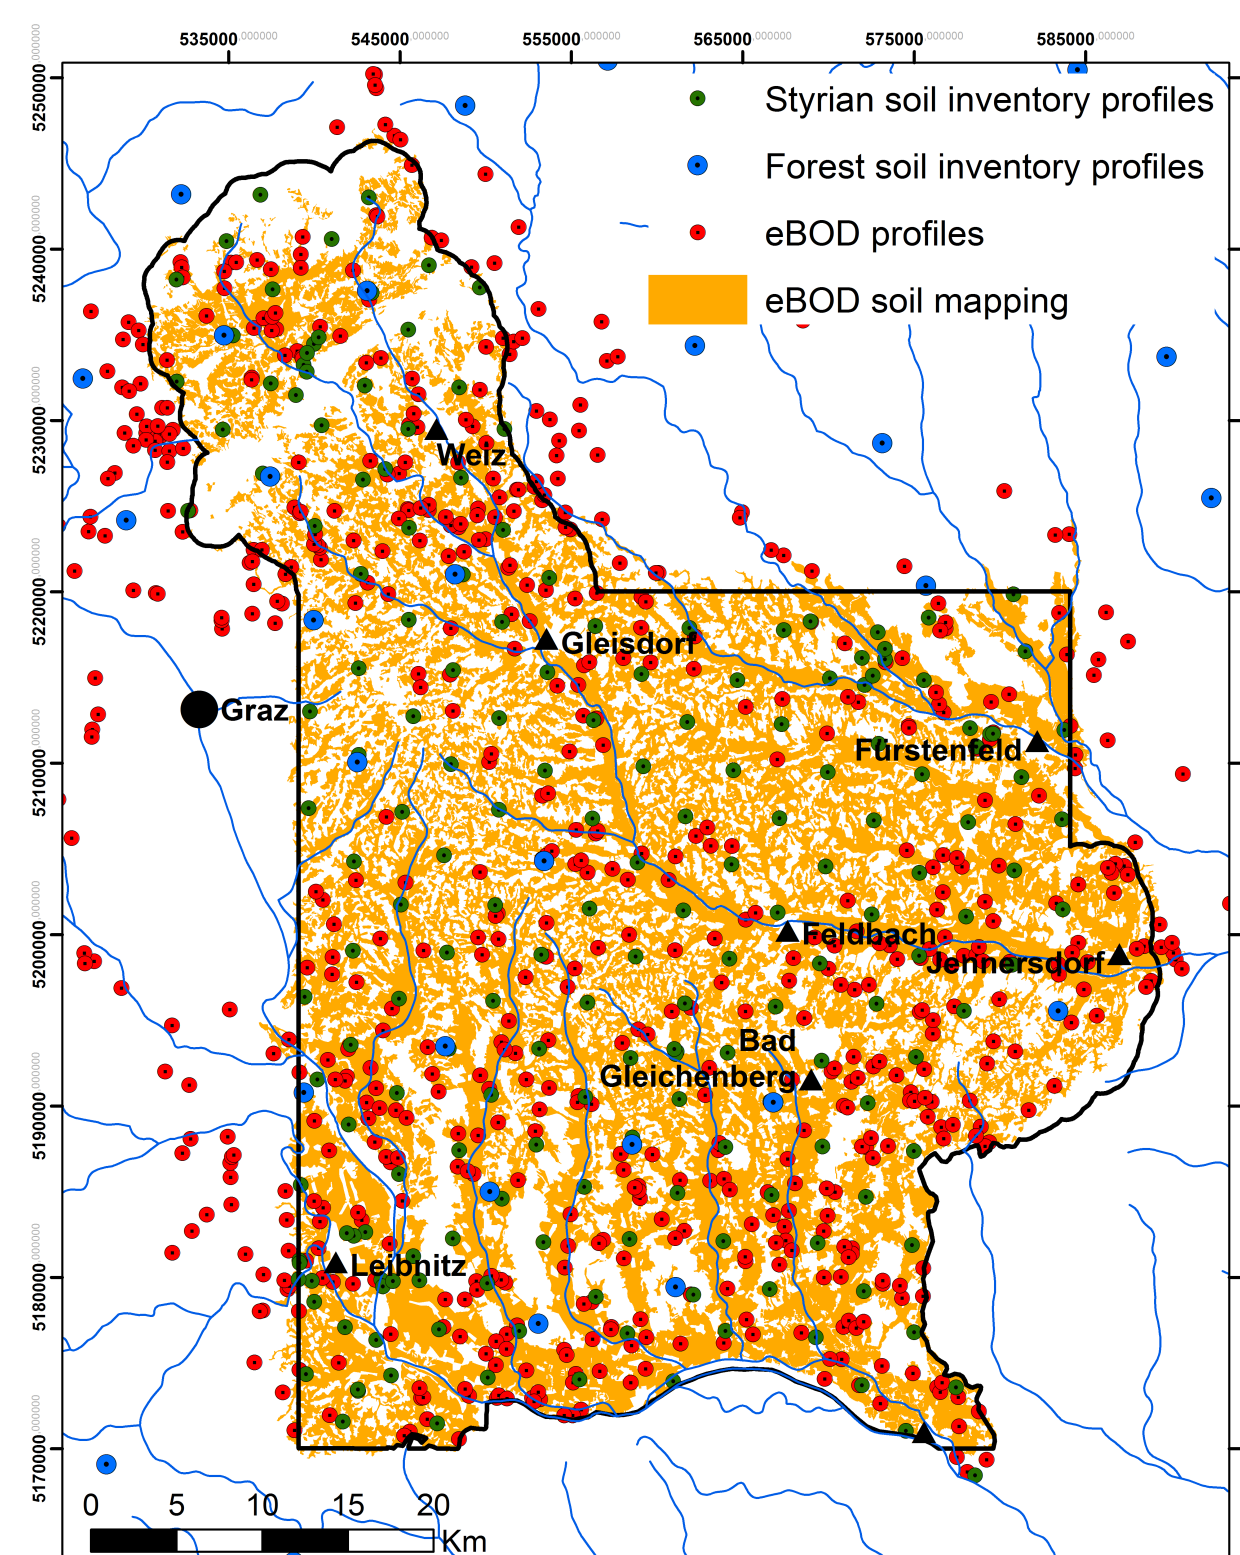 535000.000000 545000.000000 555000.000000 565000.000000 575000.000000 585000.000000
5250000.000000
5240000.000000
5230000.000000
5220000.000000
5210000.000000
5200000.000000
5190000.000000
5180000.000000
5170000.000000
Styrian soil inventory profiles
Forest soil inventory profiles
eBOD profiles
eBOD soil mapping
Weiz
Gleisdorf
Graz
Fürstenfeld
Feldbach
Jennersdorf
Bad
Gleichenberg
Leibnitz
0 5 10 15 20
Km